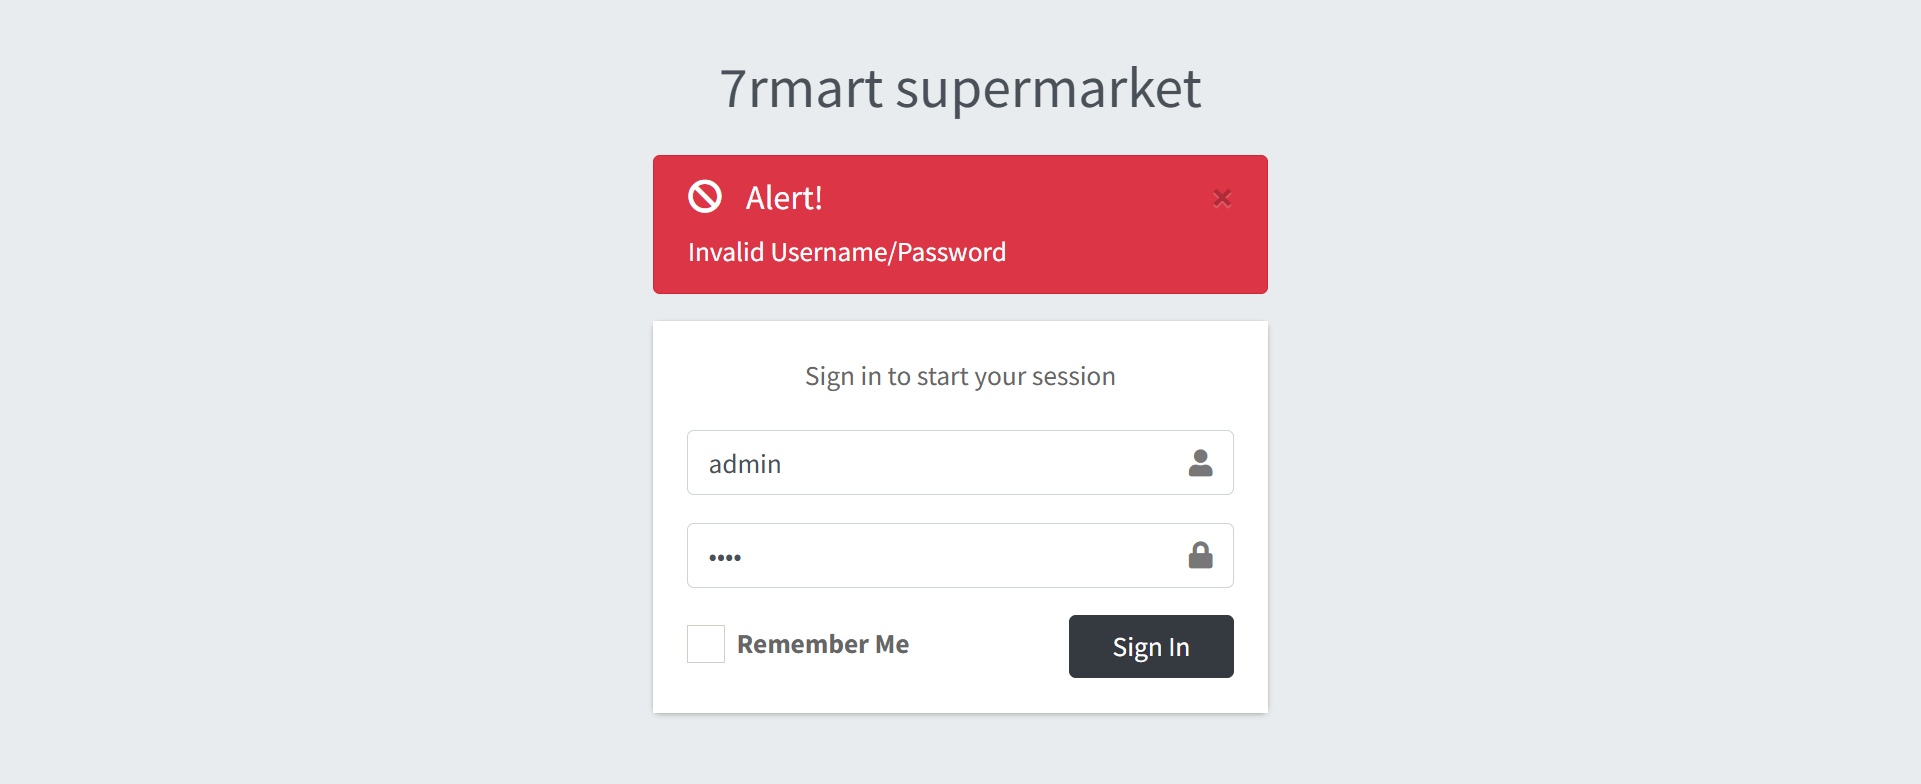 7rmart supermarket
Alert!
×
Invalid Username/Password
Sign in to start your session
admin
••••
Remember Me
Sign In